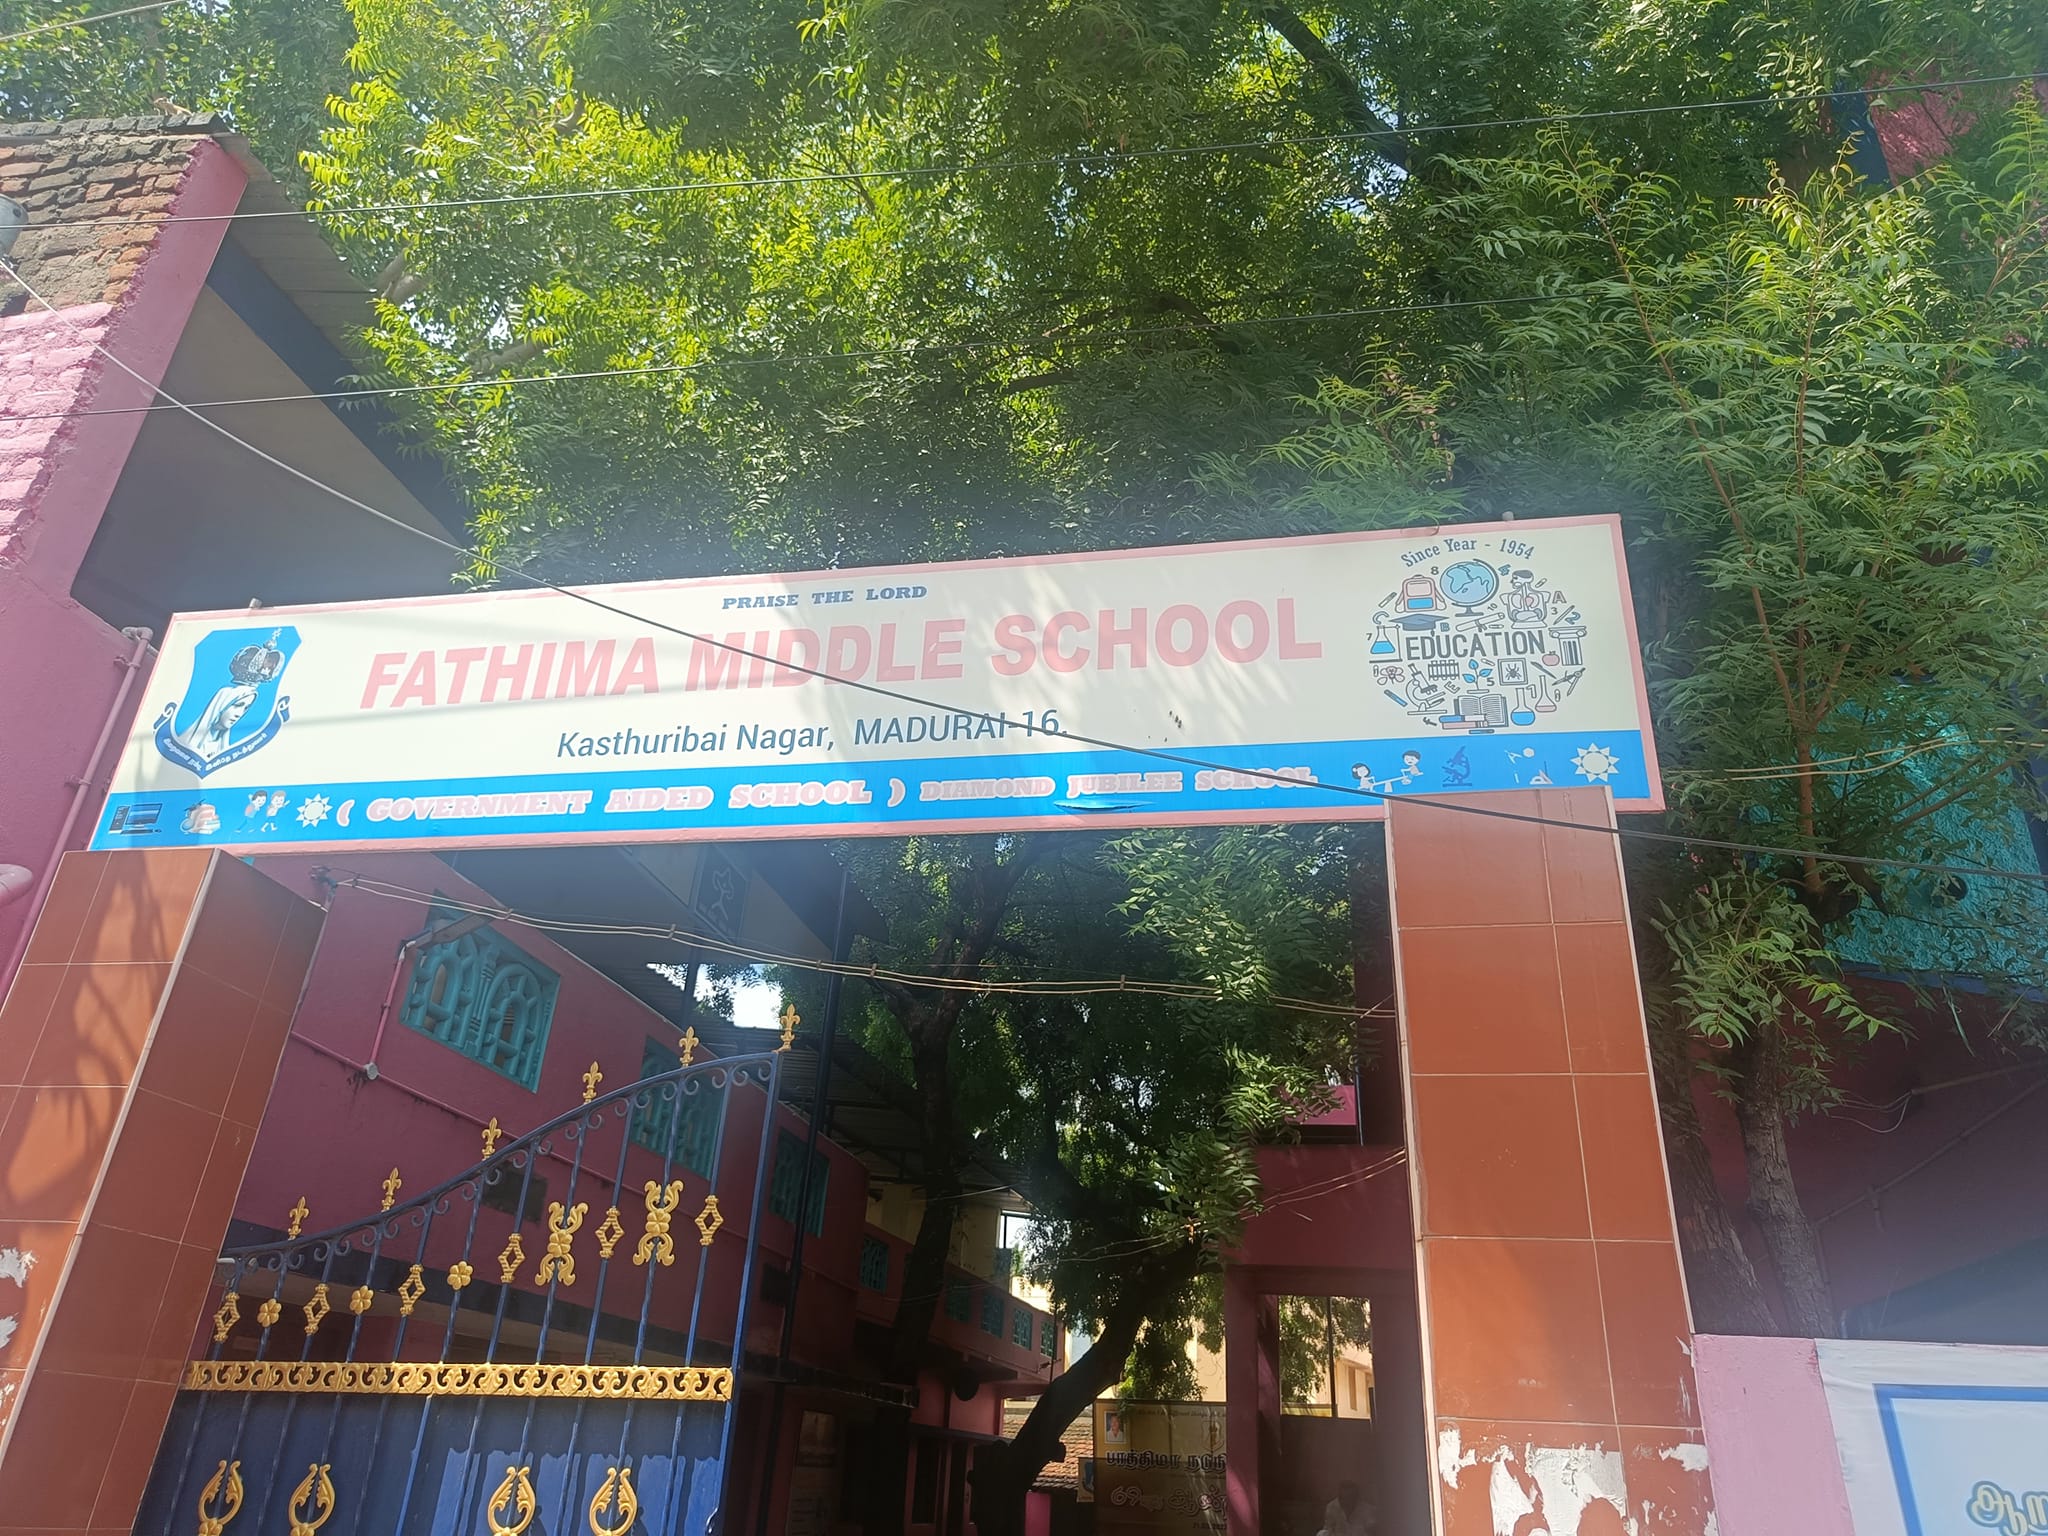 PRAISE THE LORD
FATHIMA MIDDLE SCHOOL
Kasthuribai Nagar, MADURAI-16.
( GOVERNMENT AIDED SCHOOL ) DIAMOND JUBILEE SCHOOL
Since Year - 1954
EDUCATION
பாத்திமா